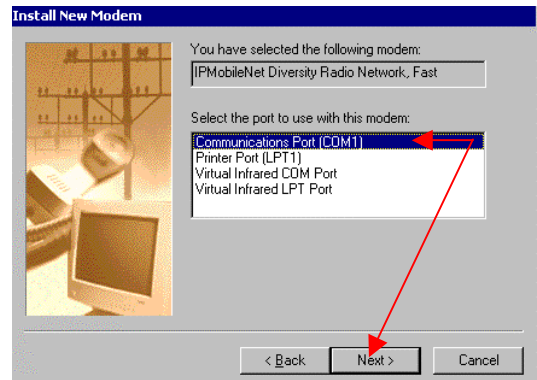 Install New Modem
You have selected the following modem:
IPMobileNet Diversity Radio Network, Fast
Select the port to use with this modem:
Communications Port (COM1)
Printer Port (LPT1)
Virtual Infrared COM Port
Virtual Infrared LPT Port
< Back
Next >
Cancel